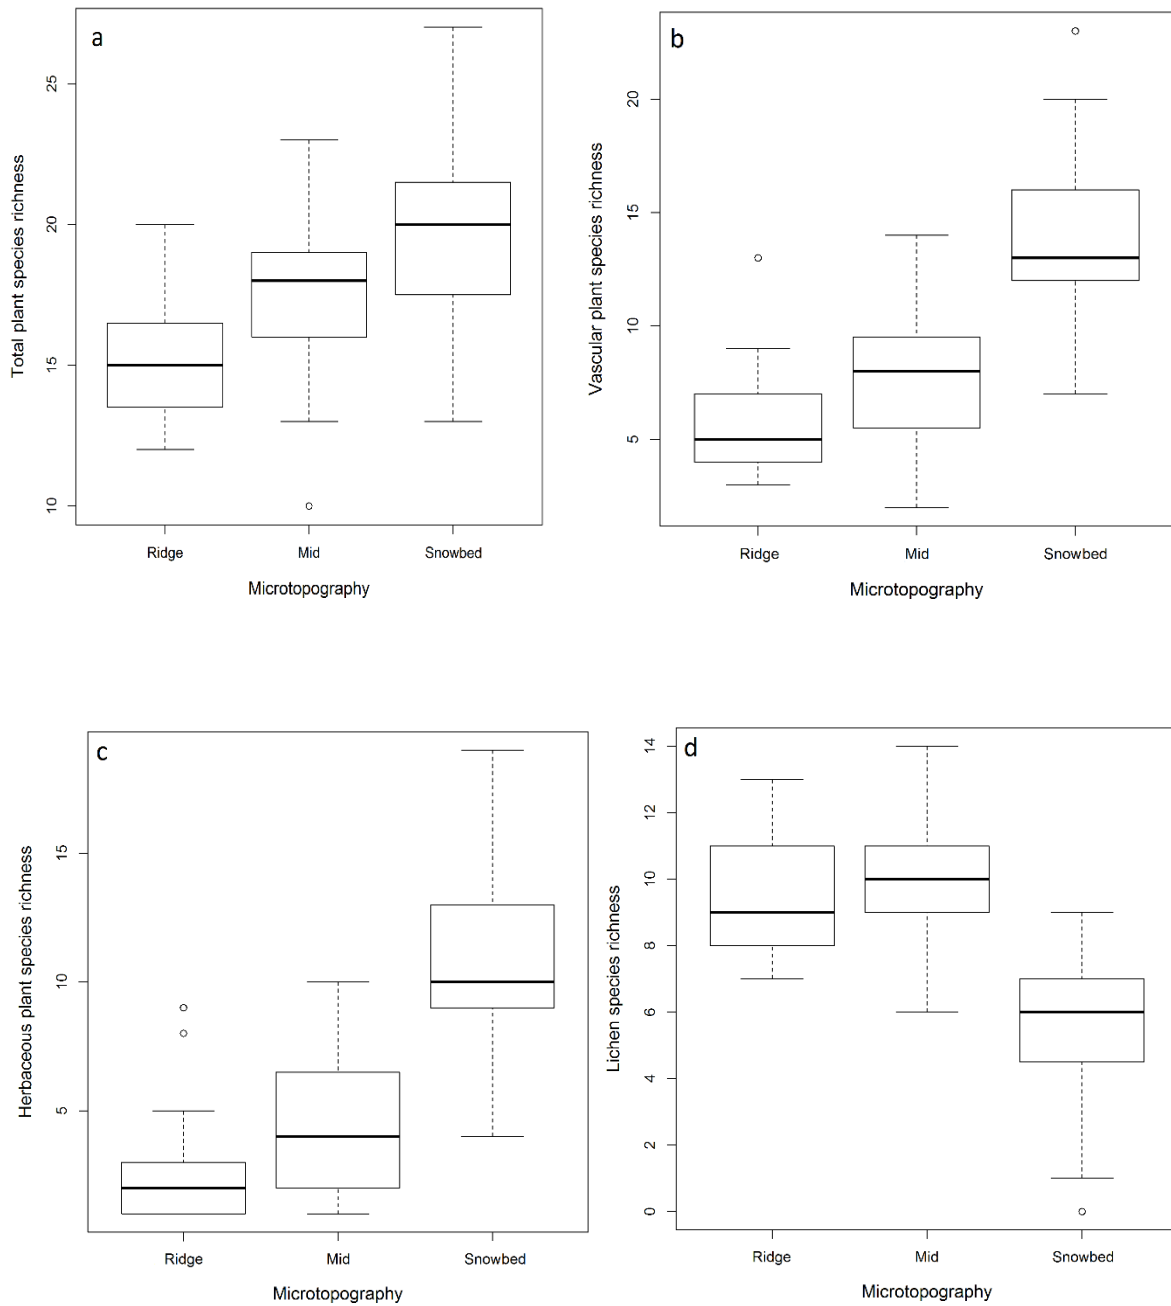 a
Total plant species richness
25
20
15
10
Ridge Mid Snowbed
Microtopography
b
Vascular plant species richness
20
15
10
5
Ridge Mid Snowbed
Microtopography
c
Herbaceous plant species richness
15
10
5
Ridge Mid Snowbed
Microtopography
d
Lichen species richness
14
12
10
8
6
4
2
0
Ridge Mid Snowbed
Microtopography